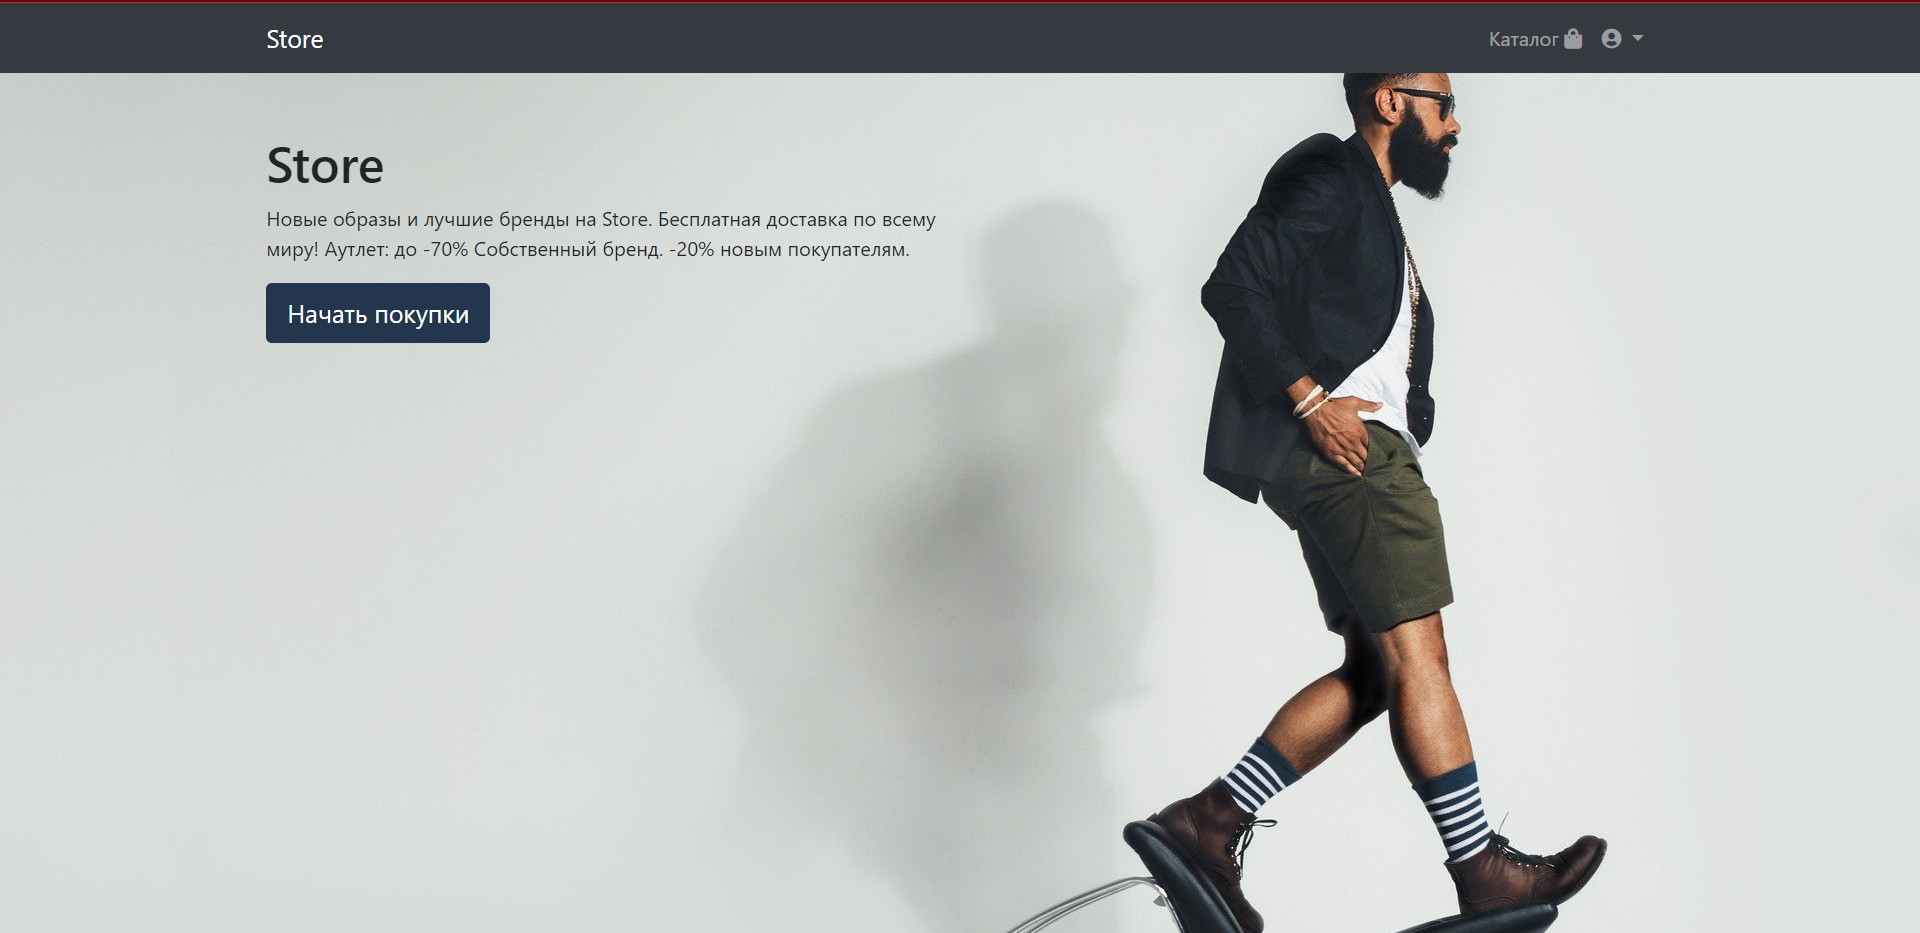 Store
Каталог
Store
Новые образы и лучшие бренды на Store. Бесплатная доставка по всему
миру! Аутлет: до -70% Собственный бренд. -20% новым покупателям.
Начать покупки